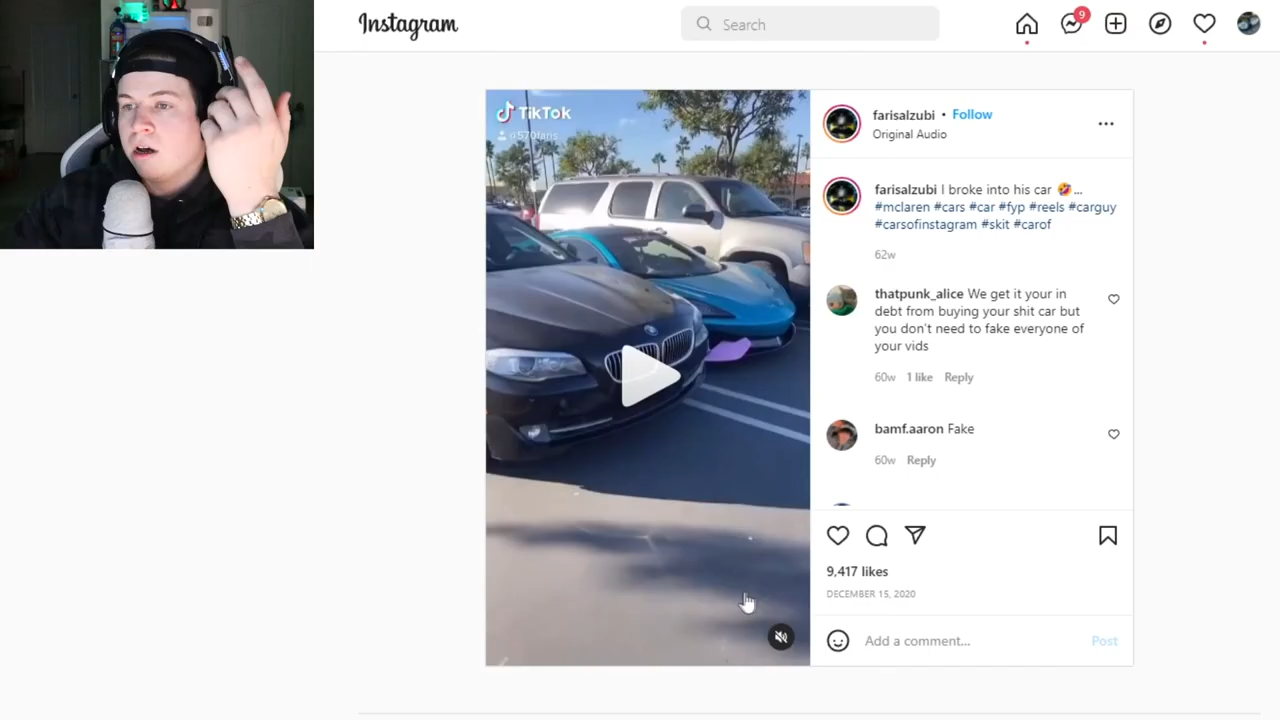 Instagram
Search
9
TikTok
@570faris
farisalzubi • Follow
Original Audio
farisalzubi I broke into his car 🤣...
#mclaren #cars #car #fyp #reels #carguy
#carsofinstagram #skit #carof
62w
thatpunk_alice We get it your in
debt from buying your shit car but
you don't need to fake everyone of
your vids
60w 1 like Reply
bamf.aaron Fake
60w Reply
9,417 likes
DECEMBER 15, 2020
Add a comment... Post